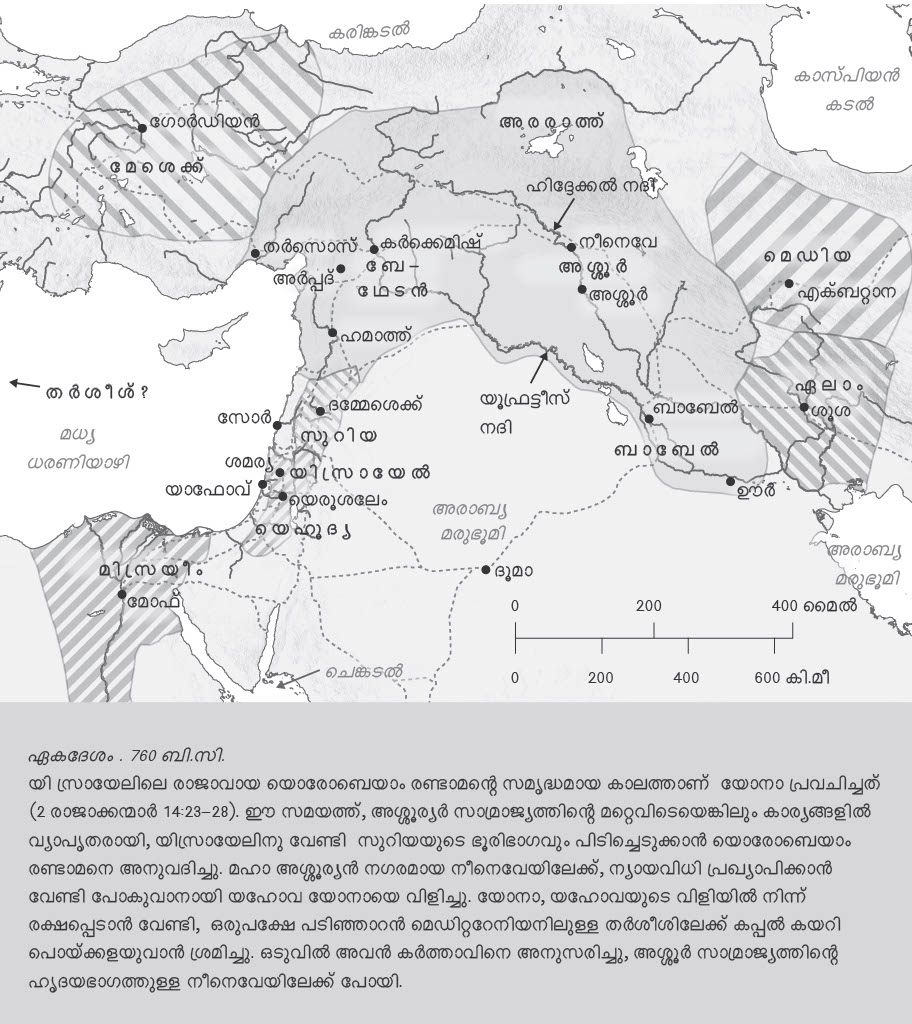 കരിങ്കടൽ
കാസ്പിയൻ
കടൽ
ഗോർഡിയൻ
മേശെക്ക്
അരരാത്ത്
ഹിദ്ദേക്കൽ നദി
മെഡിയ
എക്ബറ്റാന
തർസൊസ്
കർക്കെമിഷ്
നീനെവേ
അശ്ശൂർ
അർപ്പദ്
ബേ–
ഥേടൻ
അശ്ശൂർ
ഹമാത്ത്
തർശീശ്?
യൂഫ്രട്ടീസ്
നദി
ഏലാം
ശൂശ
ദമ്മേശെക്ക്
ബാബേൽ
സോർ
സുറിയ
മധ്യ
ധരണിയാഴി
ബാബേൽ
ശമര്യ
യിസ്രായേൽ
യാഫോവ്
യെരൂശലേം
ഊർ
യെഹൂദ്യ
അരാബ്യ
മരുഭൂമി
അരാബ്യ
മരുഭൂമി
മിസ്രയീം
മോഫ്
ദൂമാ
0 200 400 മൈൽ
0 200 400 600 കി.മീ
ചെങ്കടൽ
ഏകദേശം . 760 ബി.സി.
യി സ്രായേലിലെ രാജാവായ യൊരോബെയാം രണ്ടാമന്റെ സമൃദ്ധമായ കാലത്താണ് യോനാ പ്രവചിച്ചത്
(2 രാജാക്കന്മാർ 14:23–28). ഈ സമയത്ത്, അശ്ശൂര്യർ സാമ്രാജ്യത്തിന്റെ മറ്റെവിടെയെങ്കിലും കാര്യങ്ങളിൽ
വ്യാപൃതരായി, യിസ്രായേലിനു വേണ്ടി സുറിയയുടെ ഭൂരിഭാഗവും പിടിച്ചെടുക്കാൻ യൊരോബെയാം
രണ്ടാമനെ അനുവദിച്ചു. മഹാ അശ്ശൂര്യൻ നഗരമായ നീനെവേയിലേക്ക്, ന്യായവിധി പ്രഖ്യാപിക്കാൻ
വേണ്ടി പോകുവാനായി യഹോവ യോനായെ വിളിച്ചു. യോനാ, യഹോവയുടെ വിളിയിൽ നിന്ന്
രക്ഷപ്പെടാൻ വേണ്ടി, ഒരുപക്ഷേ പടിഞ്ഞാറൻ മെഡിറ്ററേനിയനിലുള്ള തർശീശിലേക്ക് കപ്പൽ കയറി
പൊയ്ക്കളയുവാൻ ശ്രമിച്ചു. ഒടുവിൽ അവൻ കർത്താവിനെ അനുസരിച്ചു, അശ്ശൂർ സാമ്രാജ്യത്തിന്റെ
ഹൃദയഭാഗത്തുള്ള നീനെവേയിലേക്ക് പോയി.